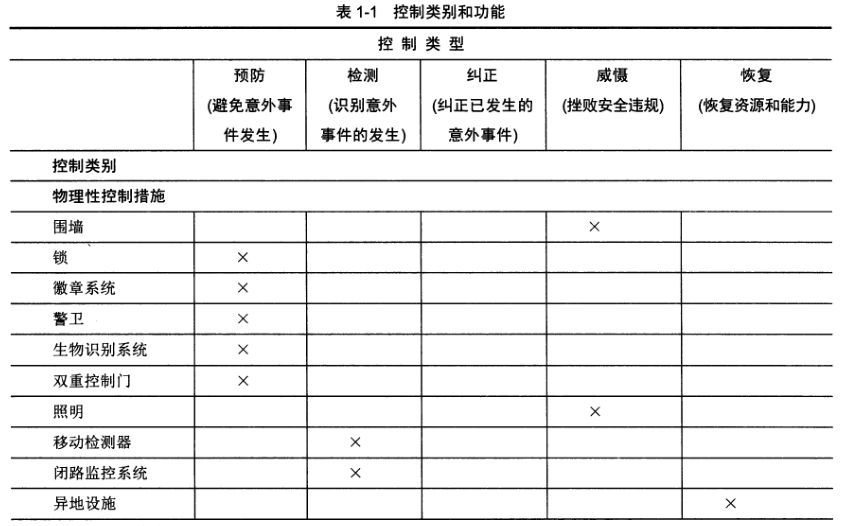 表 1-1 控制类别和功能
控 制 类 型
预防 检测 纠正 威慑 恢复
(避免意外事 (识别意外 (纠正已发生的 (挫败安全违规) (恢复资源和能力)
件发生) 事件的发生) 意外事件)
控制类别
物理性控制措施
围墙 ×
锁 ×
徽章系统 ×
警卫 ×
生物识别系统 ×
双重控制门 ×
照明 ×
移动检测器 ×
闭路监控系统 ×
异地设施 ×